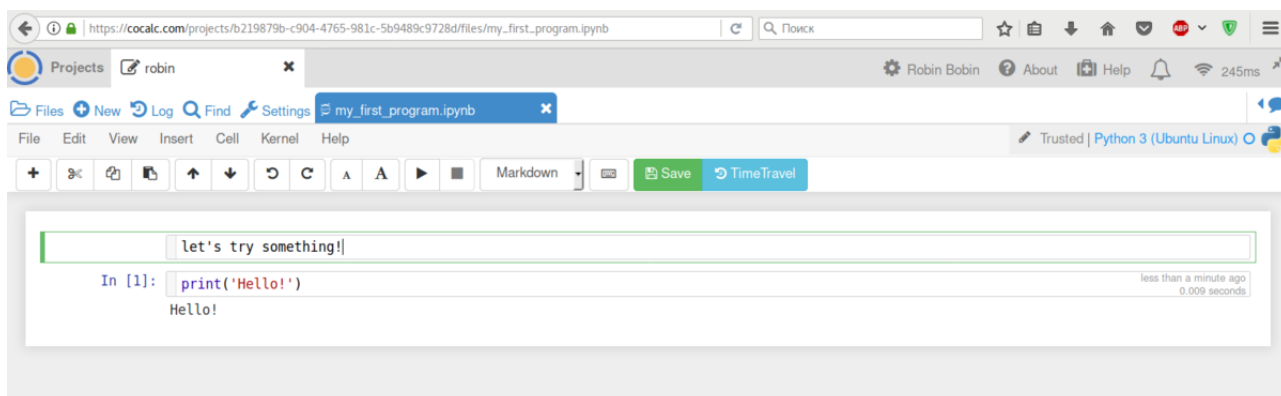 https://cocalc.com/projects/b219879b-c904-4765-981c-5b9489c9728d/files/my_first_program.ipynb Поиск ABP
Projects robin Robin Bobin About Help 245ms
Files New Log Find Settings my_first_program.ipynb
File Edit View Insert Cell Kernel Help Trusted | Python 3 (Ubuntu Linux)
A A Markdown Save TimeTravel
let's try something!
In [1]: print('Hello!') less than a minute ago
0.009 seconds
Hello!